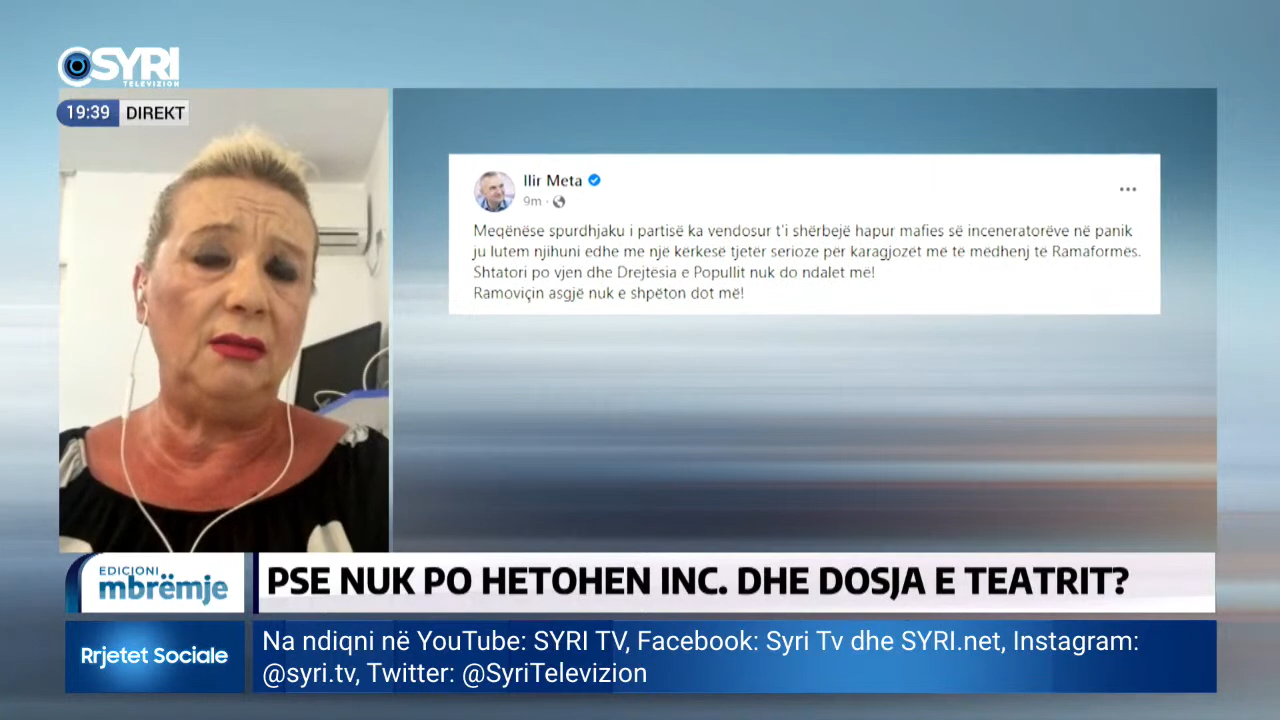 SYRI
TELEVIZION
19:39 DIREKT
Ilir Meta
9m
Meqënëse spurdhjaku i partisë ka vendosur t'i shërbejë hapur mafies së inceneratorëve në panik
ju lutem njihuni edhe me një kërkesë tjetër serioze për karagjozët më të mëdhenj të Ramaformës.
Shtatori po vjen dhe Drejtësia e Popullit nuk do ndalet më!
Ramoviçin asgjë nuk e shpëton dot më!
EDICIONI
mbrëmje
PSE NUK PO HETOHEN INC. DHE DOSJA E TEATRIT?
Rrjetet Sociale
Na ndiqni në YouTube: SYRI TV, Facebook: Syri Tv dhe SYRI.net, Instagram:
@syri.tv, Twitter: @SyriTelevizion